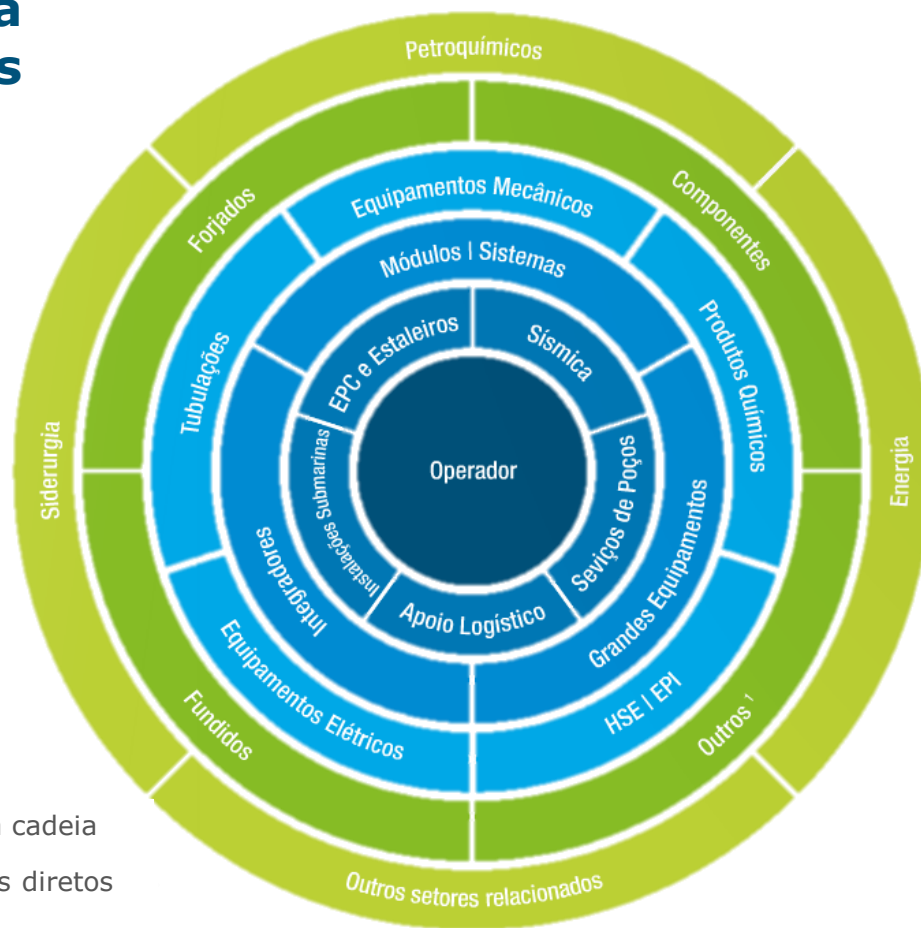 a
s
Petroquímicos
Forjados
Componentes
Equipamentos Mecânicos
Módulos | Sistemas
EPC e Estaleiros
Sísmica
Tubulações
Produtos Químicos
Siderurgia
Instalações Submarinas
Operador
Seviços de Poços
Energia
Integradores
Apoio Logístico
Grandes Equipamentos
Equipamentos Elétricos
HSE | EPI
Fundidos
Outros ¹
cadeia
s diretos
Outros setores relacionados